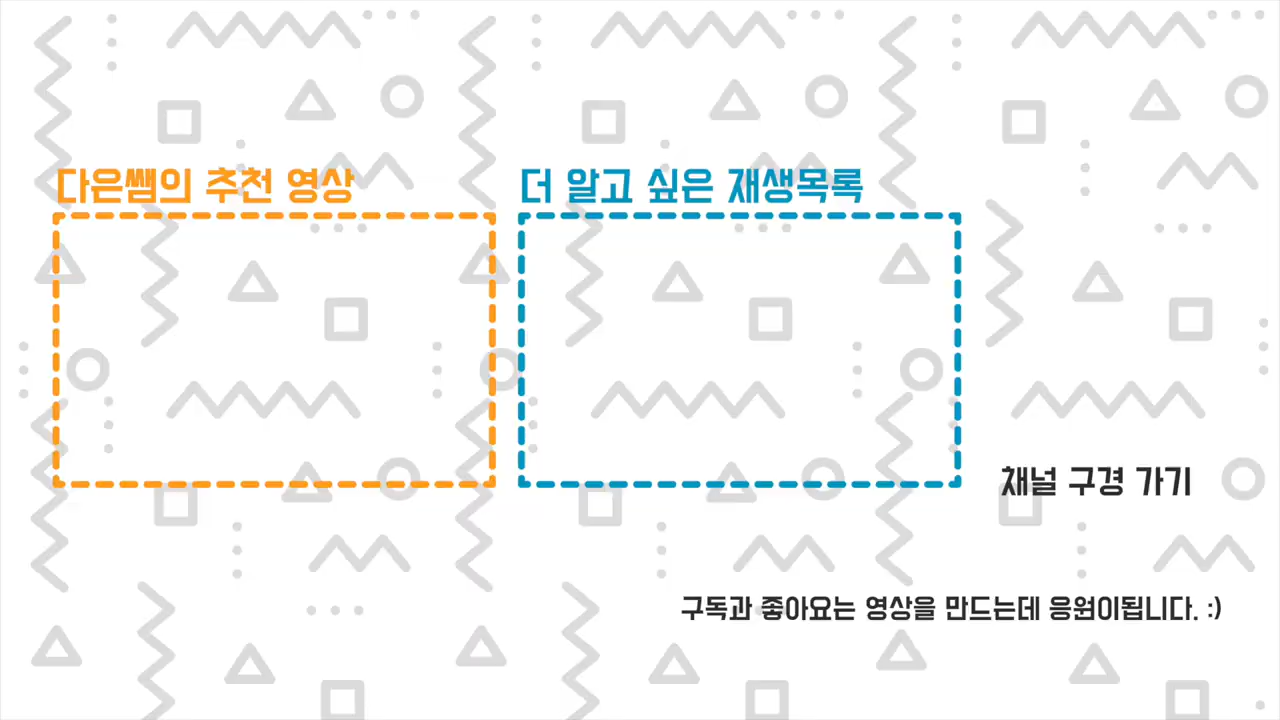 다은쌤의 추천 영상
더 알고 싶은 재생목록
채널 구경 가기
구독과 좋아요는 영상을 만드는데 응원이됩니다. :)